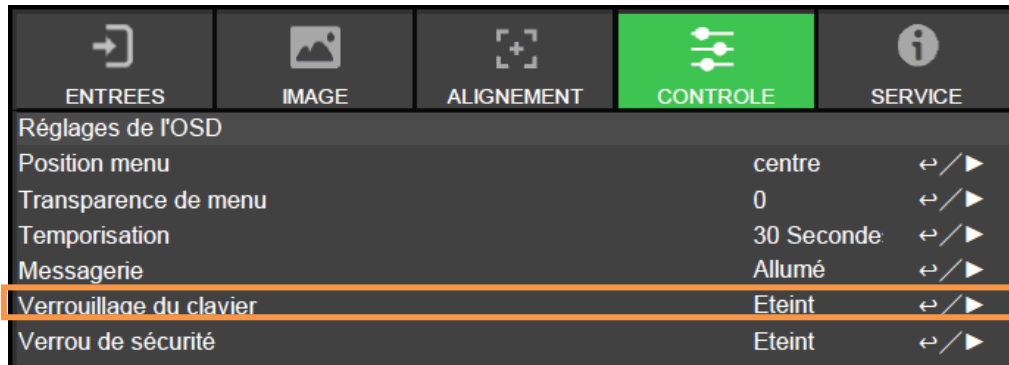 ENTREES IMAGE ALIGNEMENT CONTROLE SERVICE
Réglages de l'OSD
Position menu centre ↩/▶
Transparence de menu 0 ↩/▶
Temporisation 30 Seconde ↩/▶
Messagerie Allumé ↩/▶
Verrouillage du clavier Eteint ↩/▶
Verrou de sécurité Eteint ↩/▶